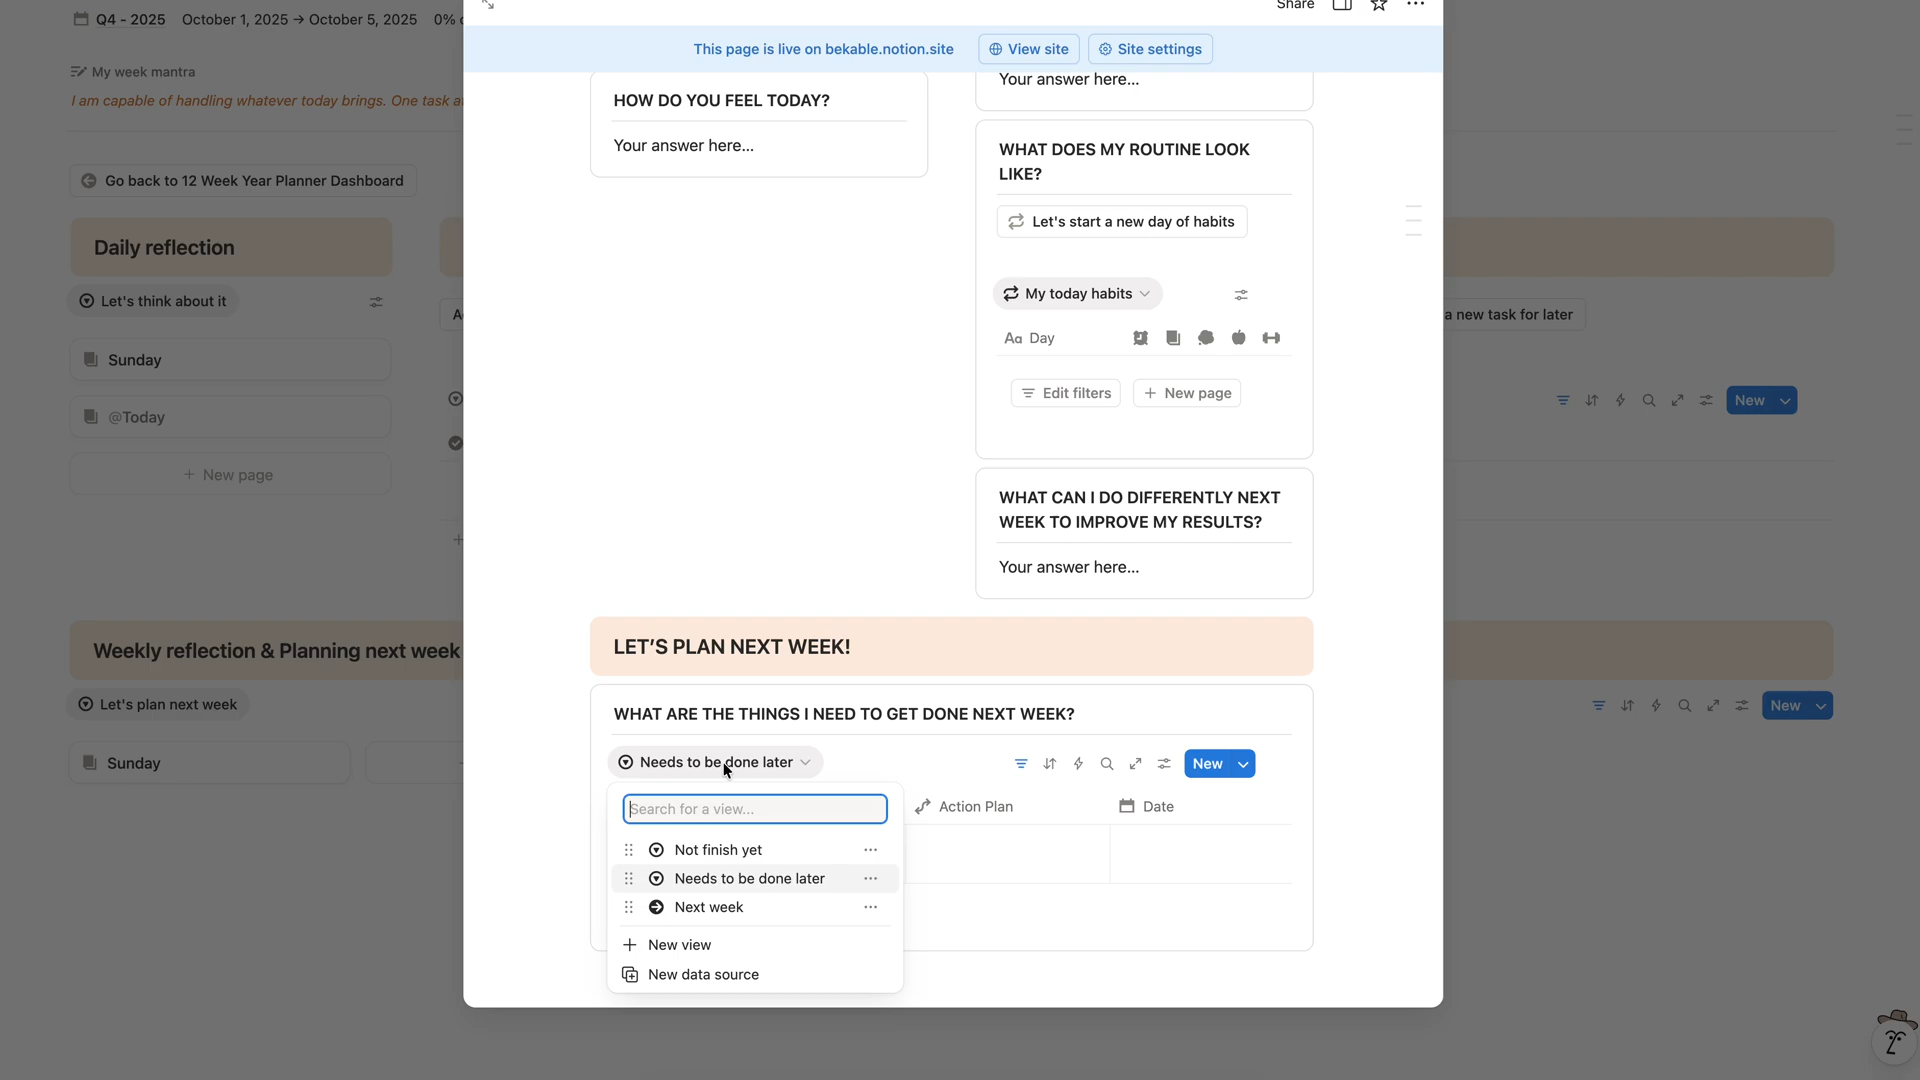 Q4 - 2025 October 1, 2025 → October 5, 2025 0%
My week mantra
I am capable of handling whatever today brings. One task
Go back to 12 Week Year Planner Dashboard
Daily reflection
Let's think about it
Sunday
@Today
+ New page
Weekly reflection & Planning next week
Let's plan next week
Sunday
Share
This page is live on bekable.notion.site
View site
Site settings
HOW DO YOU FEEL TODAY?
Your answer here...
Your answer here...
WHAT DOES MY ROUTINE LOOK
LIKE?
Let's start a new day of habits
My today habits
Aa Day
Edit filters
+ New page
WHAT CAN I DO DIFFERENTLY NEXT
WEEK TO IMPROVE MY RESULTS?
Your answer here...
LET’S PLAN NEXT WEEK!
WHAT ARE THE THINGS I NEED TO GET DONE NEXT WEEK?
Needs to be done later
New
Search for a view...
Action Plan
Date
Not finish yet
Needs to be done later
Next week
+ New view
New data source
a new task for later
New
New